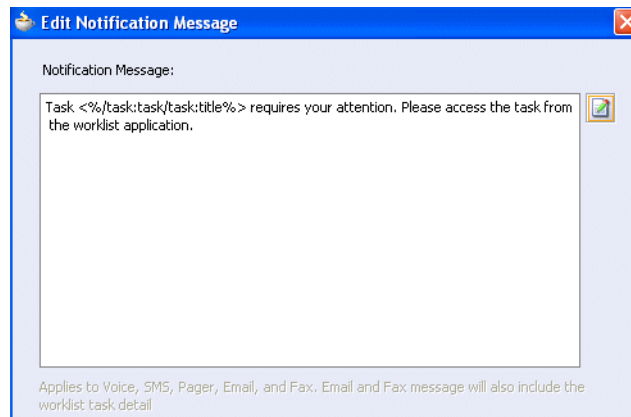 Edit Notification Message
Notification Message:
Task <%/task:task/task:title%> requires your attention. Please access the task from
the worklist application.
Applies to Voice, SMS, Pager, Email, and Fax. Email and Fax message will also include the
worklist task detail